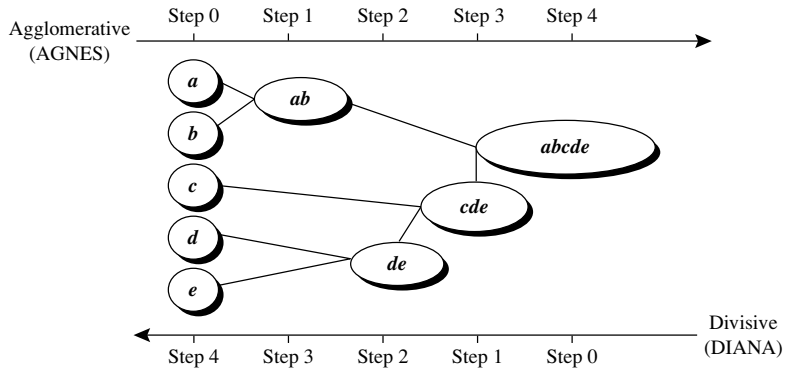 Agglomerative
(AGNES)
Step 0 Step 1 Step 2 Step 3 Step 4
a
ab
b
abcde
c
cde
d
de
e
Divisive
(DIANA)
Step 4 Step 3 Step 2 Step 1 Step 0